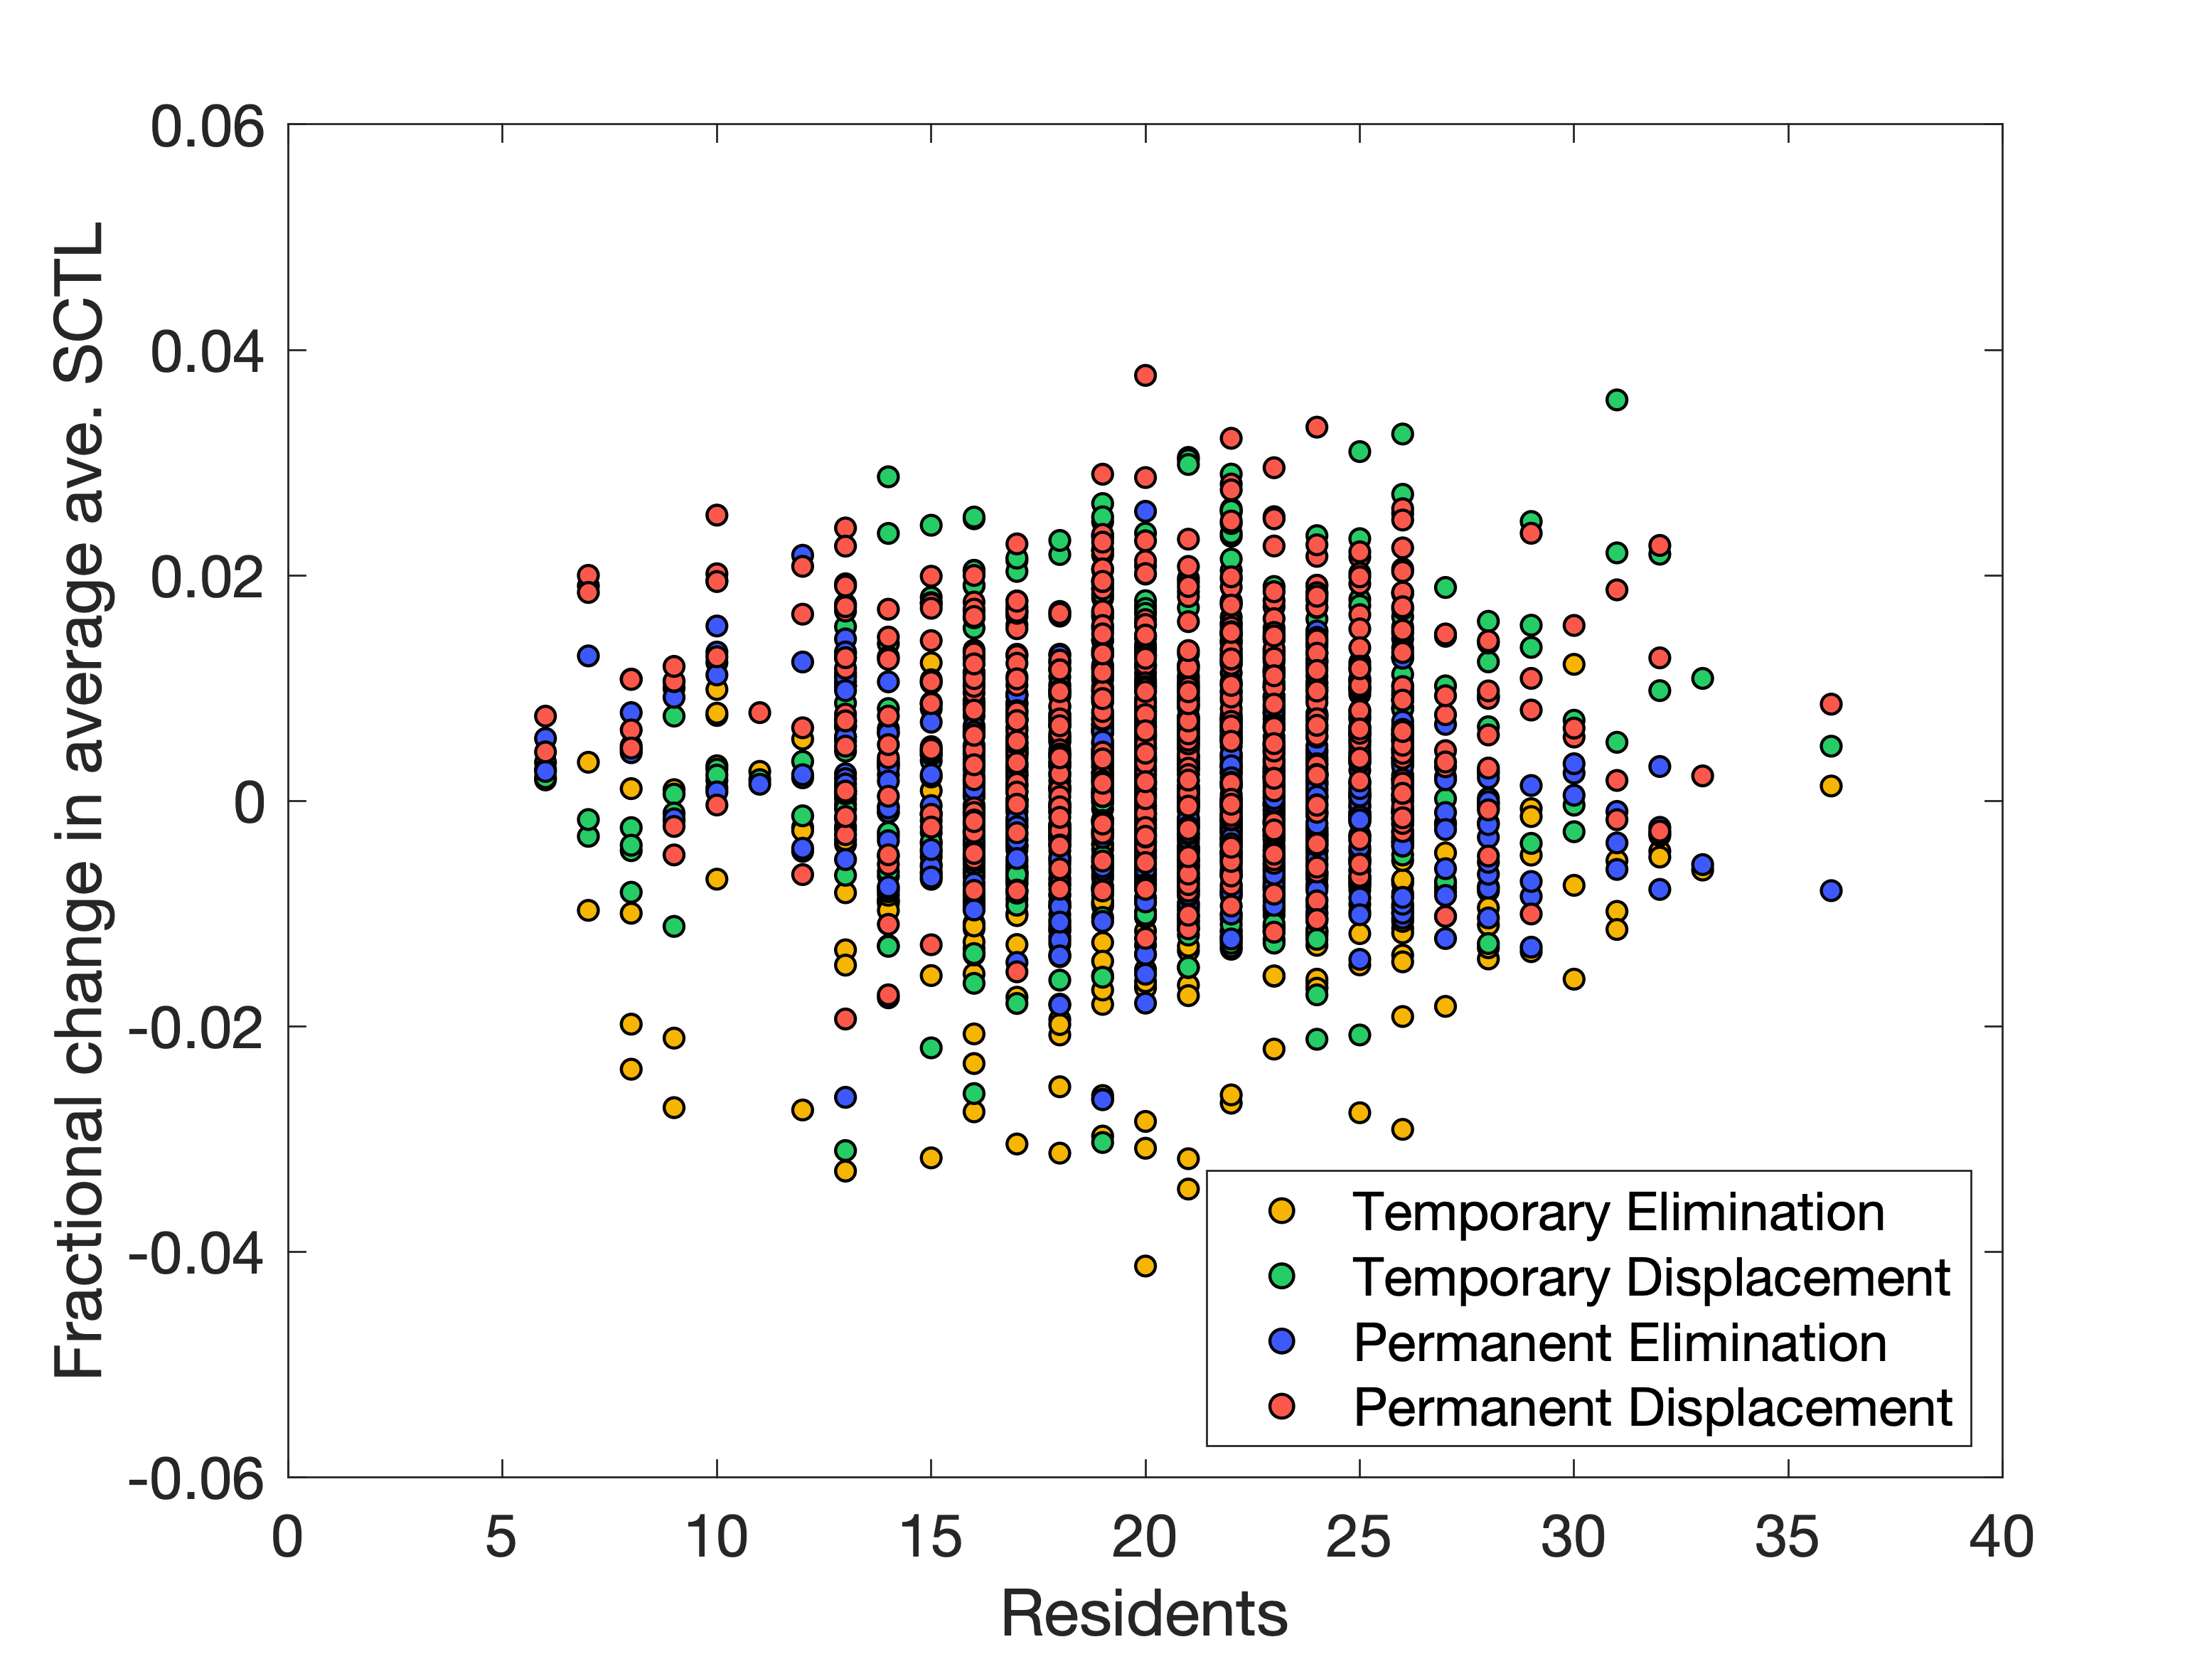 Fractional change in average ave. SCTL
0.06
0.04
0.02
0
-0.02
-0.04
-0.06
Temporary Elimination
Temporary Displacement
Permanent Elimination
Permanent Displacement
0 5 10 15 20 25 30 35 40
Residents